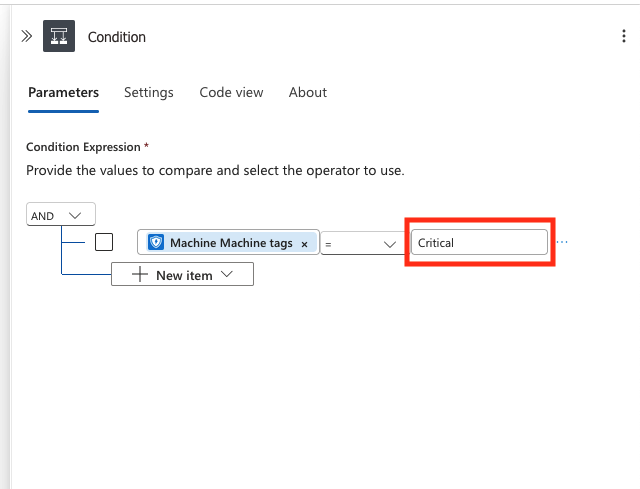 Condition
Parameters Settings Code view About
Condition Expression *
Provide the values to compare and select the operator to use.
AND
Machine Machine tags × = Critical ...
New item